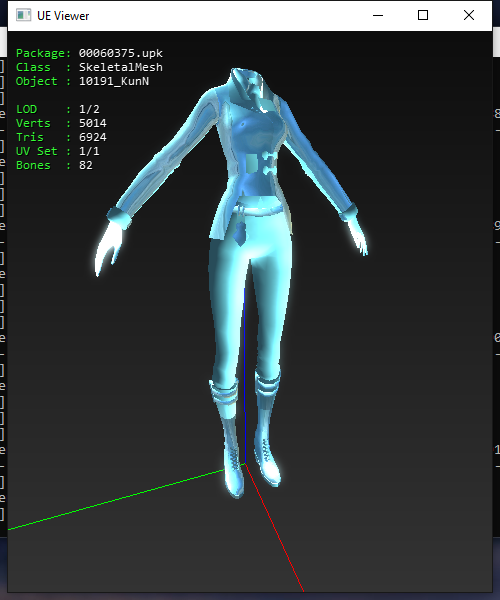 UE Viewer
Package: 00060375.upk
Class : SkeletalMesh
Object : 10191_KunN
LOD : 1/2
Verts : 5014
Tris : 6924
UV Set : 1/1
Bones : 82